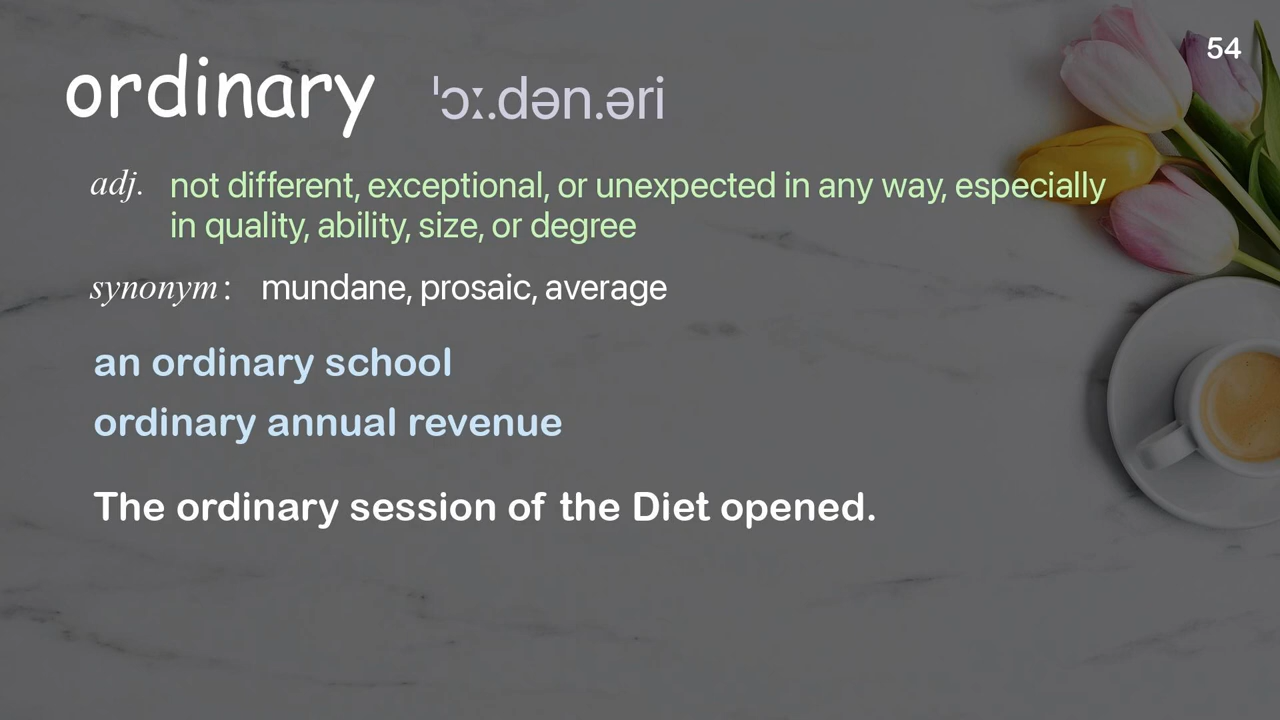 54
ordinary ˈɔː.dən.əri
adj. not different, exceptional, or unexpected in any way, especially
in quality, ability, size, or degree
synonym : mundane, prosaic, average
an ordinary school
ordinary annual revenue
The ordinary session of the Diet opened.